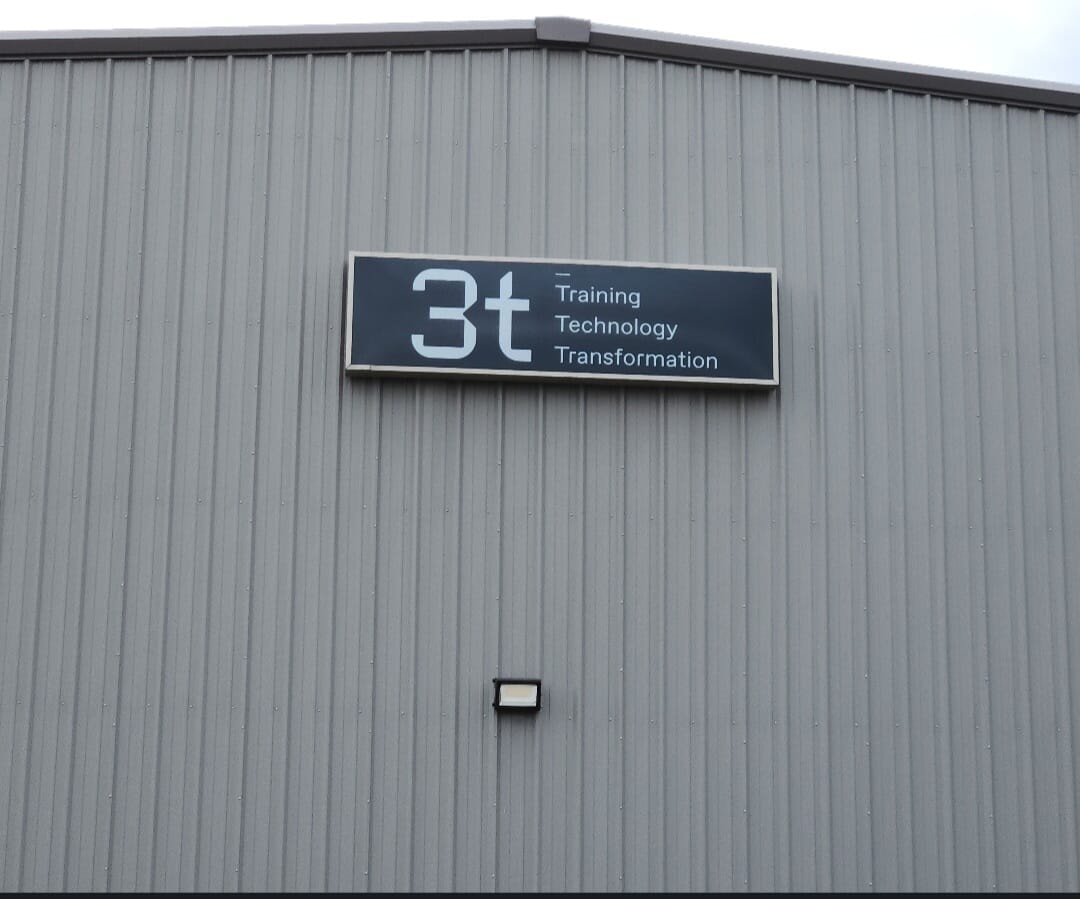 3t
Training
Technology
Transformation